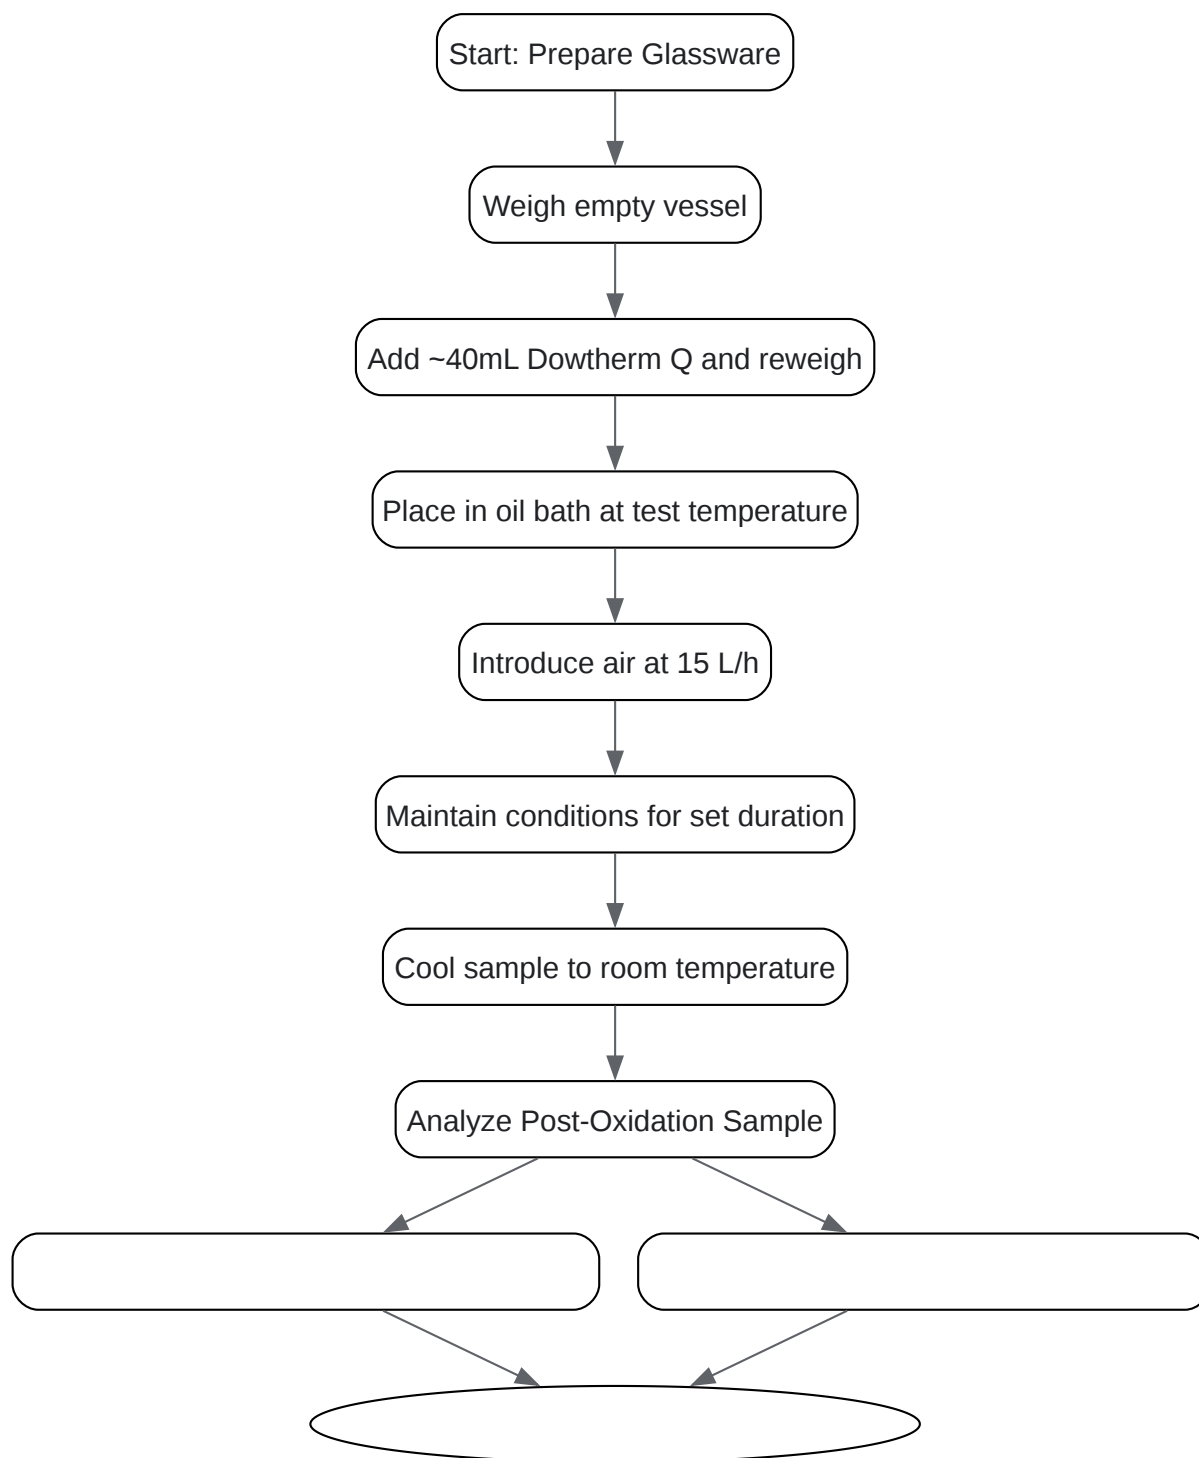 Start: Prepare Glassware
Weigh empty vessel
Add ~40mL Dowtherm Q and reweigh
Place in oil bath at test temperature
Introduce air at 15 L/h
Maintain conditions for set duration
Cool sample to room temperature
Analyze Post-Oxidation Sample